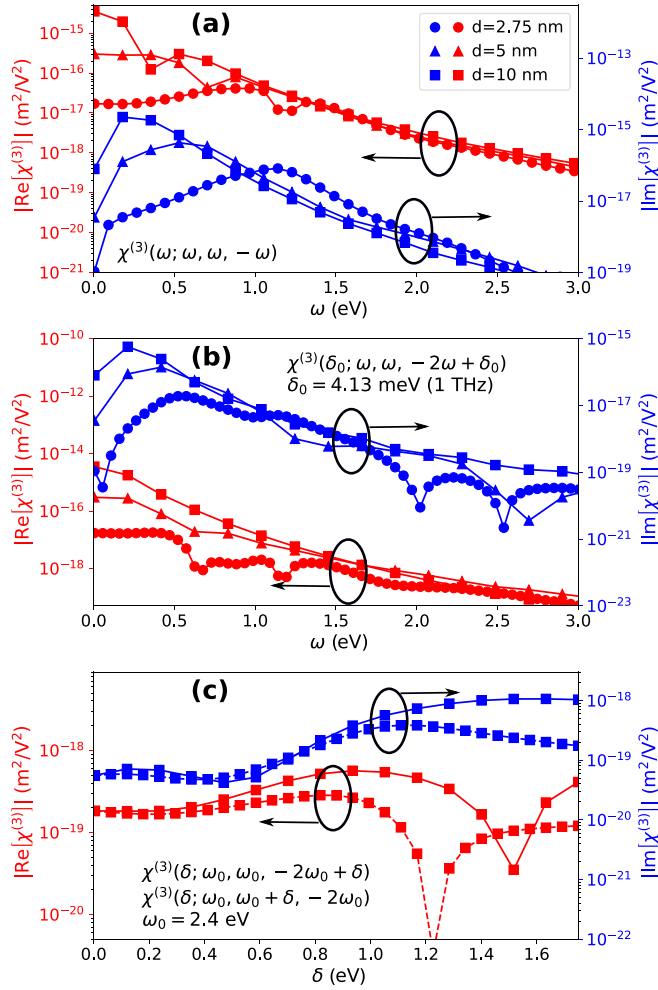 (a)
d=2.75 nm
d=5 nm
d=10 nm
|Re[χ(3)]| (m²/V²)
10⁻¹⁵
10⁻¹⁶
10⁻¹⁷
10⁻¹⁸
10⁻¹⁹
10⁻²⁰
10⁻²¹
|Im[χ(3)]| (m²/V²)
10⁻¹³
10⁻¹⁵
10⁻¹⁷
10⁻¹⁹
χ⁽³⁾(ω; ω, ω, −ω)
0.0 0.5 1.0 1.5 2.0 2.5 3.0
ω (eV)
(b)
χ⁽³⁾(δ₀; ω, ω, −2ω + δ₀)
δ₀ = 4.13 meV (1 THz)
|Re[χ(3)]| (m²/V²)
10⁻¹⁰
10⁻¹²
10⁻¹⁴
10⁻¹⁶
10⁻¹⁸
|Im[χ(3)]| (m²/V²)
10⁻¹⁵
10⁻¹⁷
10⁻¹⁹
10⁻²¹
10⁻²³
0.0 0.5 1.0 1.5 2.0 2.5 3.0
ω (eV)
(c)
|Re[χ(3)]| (m²/V²)
10⁻¹⁸
10⁻¹⁹
10⁻²⁰
|Im[χ(3)]| (m²/V²)
10⁻¹⁸
10⁻¹⁹
10⁻²⁰
10⁻²¹
10⁻²²
χ⁽³⁾(δ; ω₀, ω₀, −2ω₀ + δ)
χ⁽³⁾(δ; ω₀, ω₀ + δ, −2ω₀)
ω₀ = 2.4 eV
0.0 0.2 0.4 0.6 0.8 1.0 1.2 1.4 1.6
δ (eV)